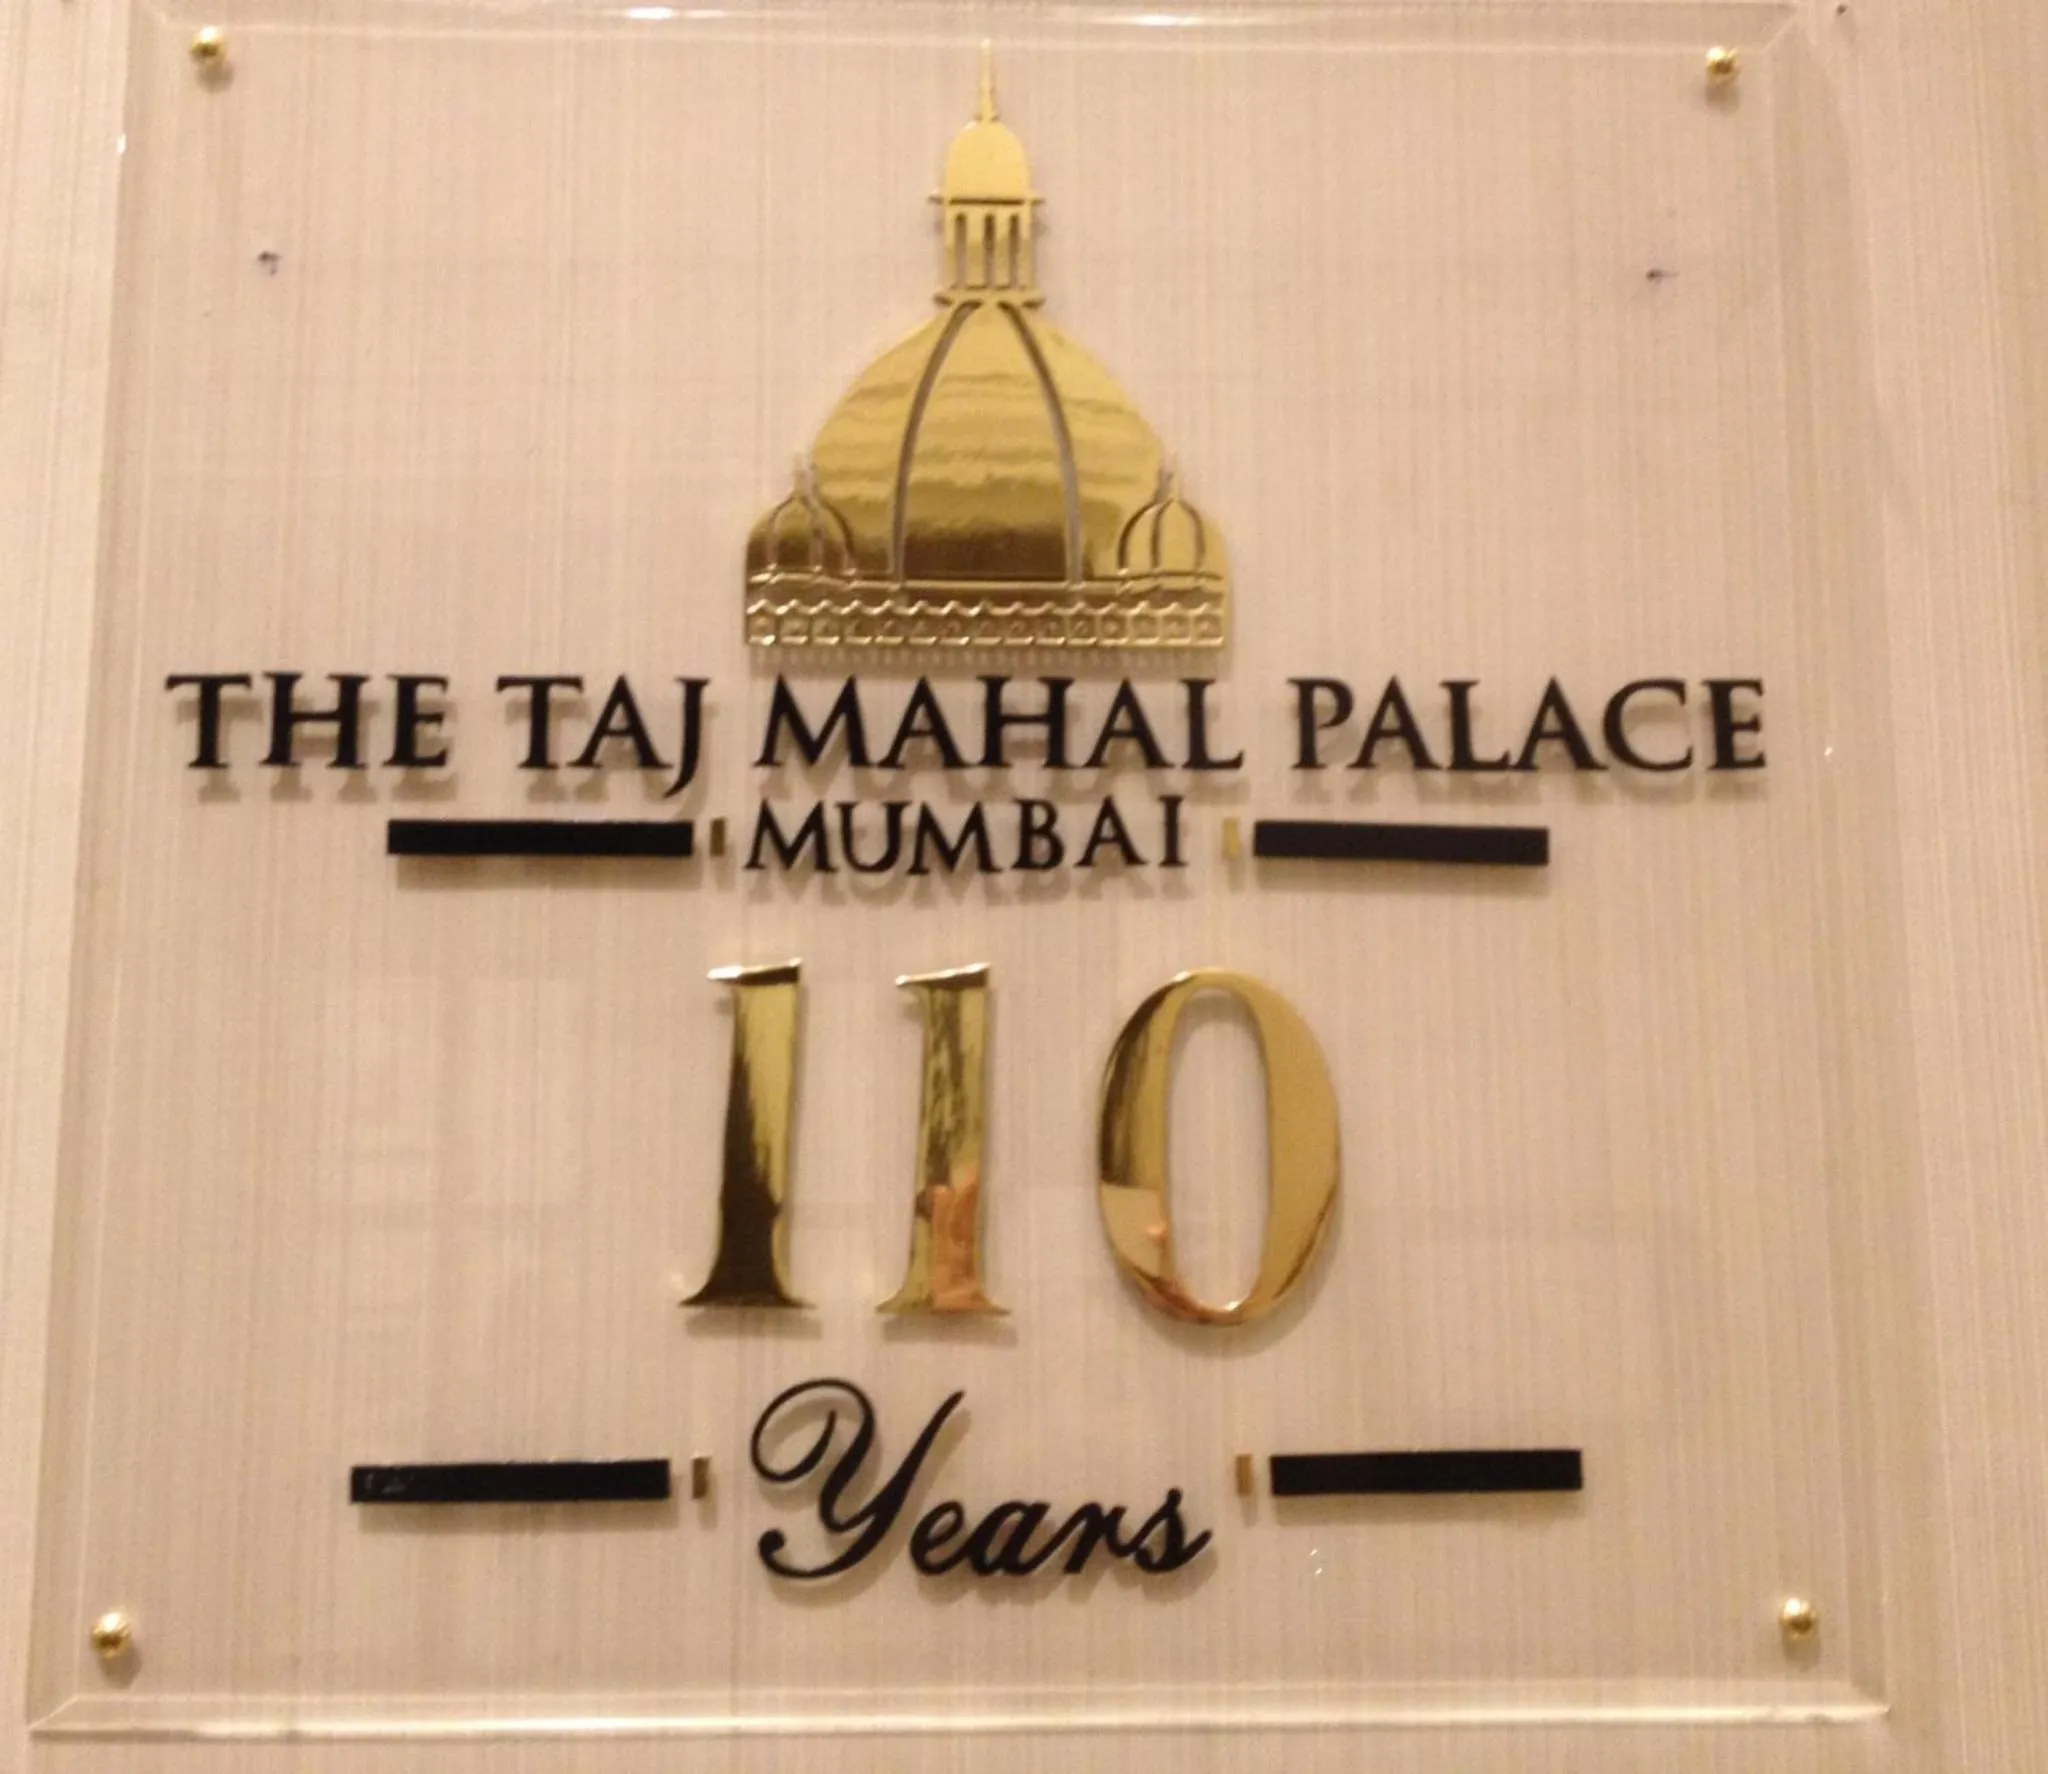 THE TAJ MAHAL PALACE
MUMBAI
110
Years